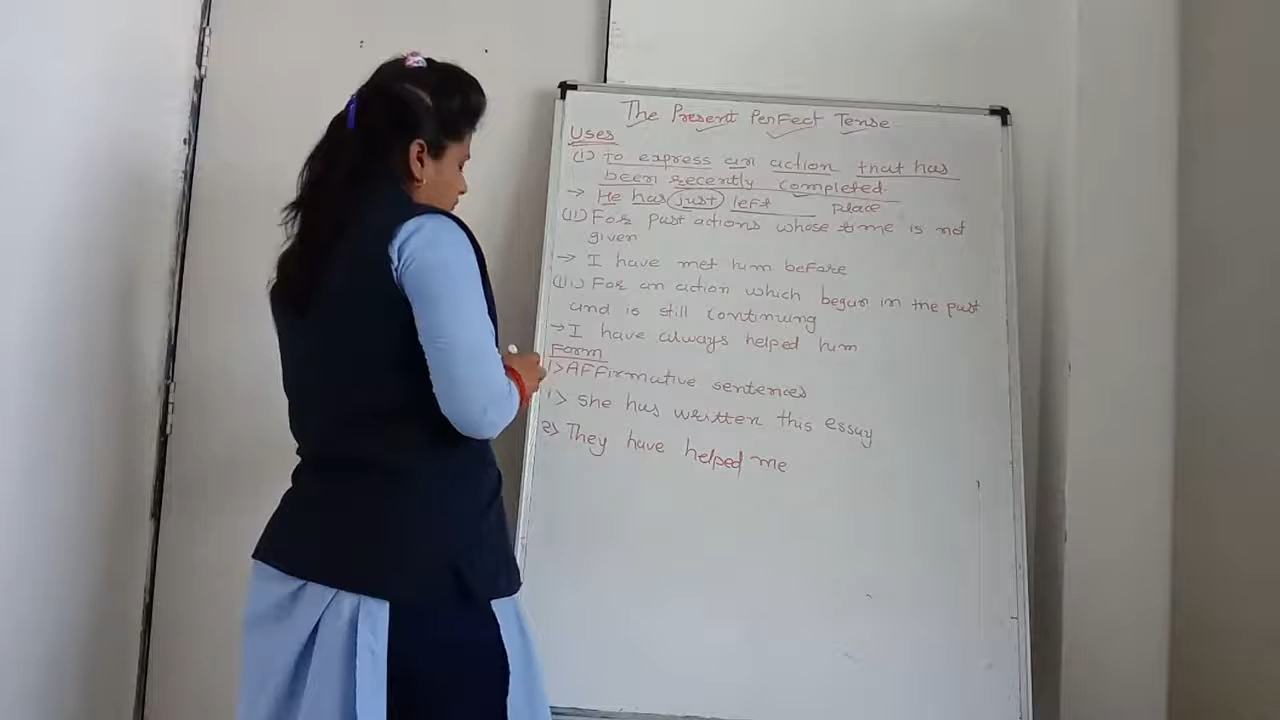 The Present Perfect Tense
Uses
(i) to express an action that has
been recently completed.
→ He has just left ____ place
(ii) For past actions whose time is not
given
→ I have met him before
(iii) For an action which begun in the past
and is still continuing
→ I have always helped him
Form
1> Affirmative sentences
1> she has written this essay
2> They have helped me